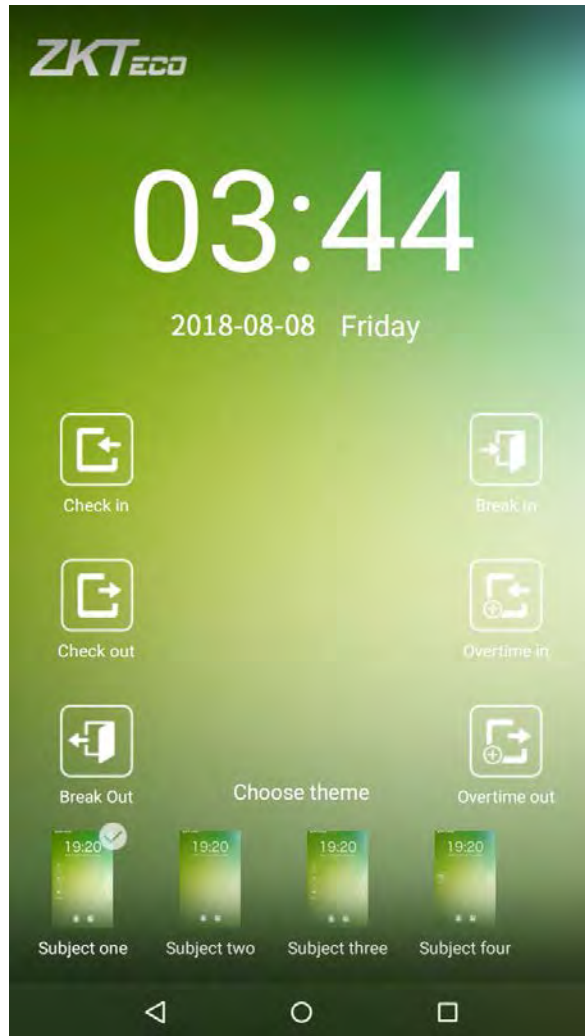 ZKTECO
03:44
2018-08-08 Friday
Check in
Break in
Check out
Overtime in
Break Out
Choose theme
Overtime out
19:20
19:20
19:20
19:20
Subject one
Subject two
Subject three
Subject four